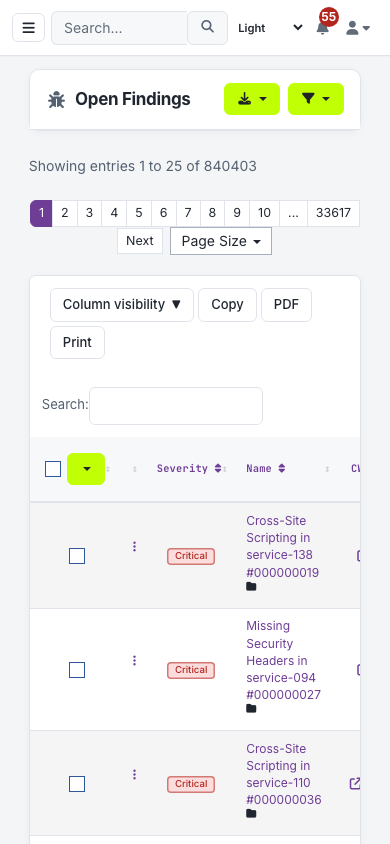 Search...
Light
55
Open Findings
Showing entries 1 to 25 of 840403
1 2 3 4 5 6 7 8 9 10 ... 33617
Next Page Size
Column visibility ▼ Copy PDF
Print
Search:
Severity Name
Cross-Site
Scripting in
service-138
Critical
#000000019
Missing
Security
Headers in
Critical
service-094
#000000027
Cross-Site
Scripting in
service-110
Critical
#000000036